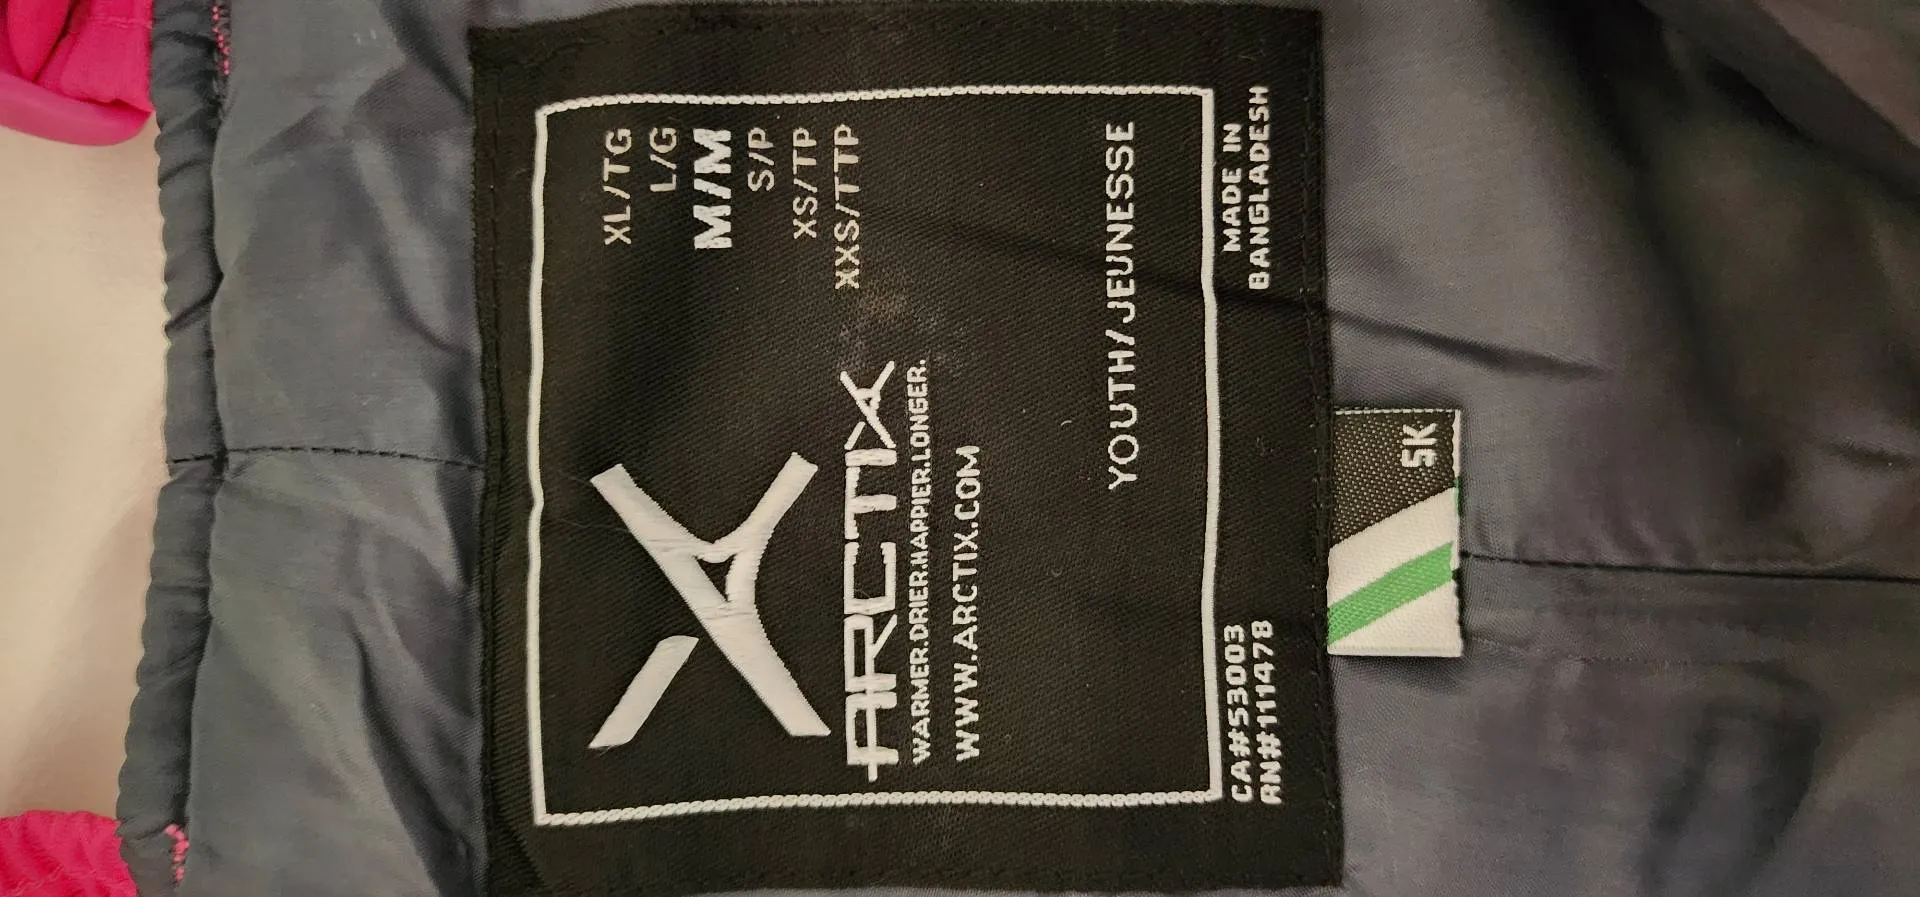 XL/TG
L/G
M/M
S/P
XS/TP
XXS/TTP
ARCTIX
WARMER.DRIER.HAPPIER.LONGER.
WWW.ARCTIX.COM
YOUTH/JEUNESSE
CA#53003
RN#111478
MADE IN
BANGLADESH
5K